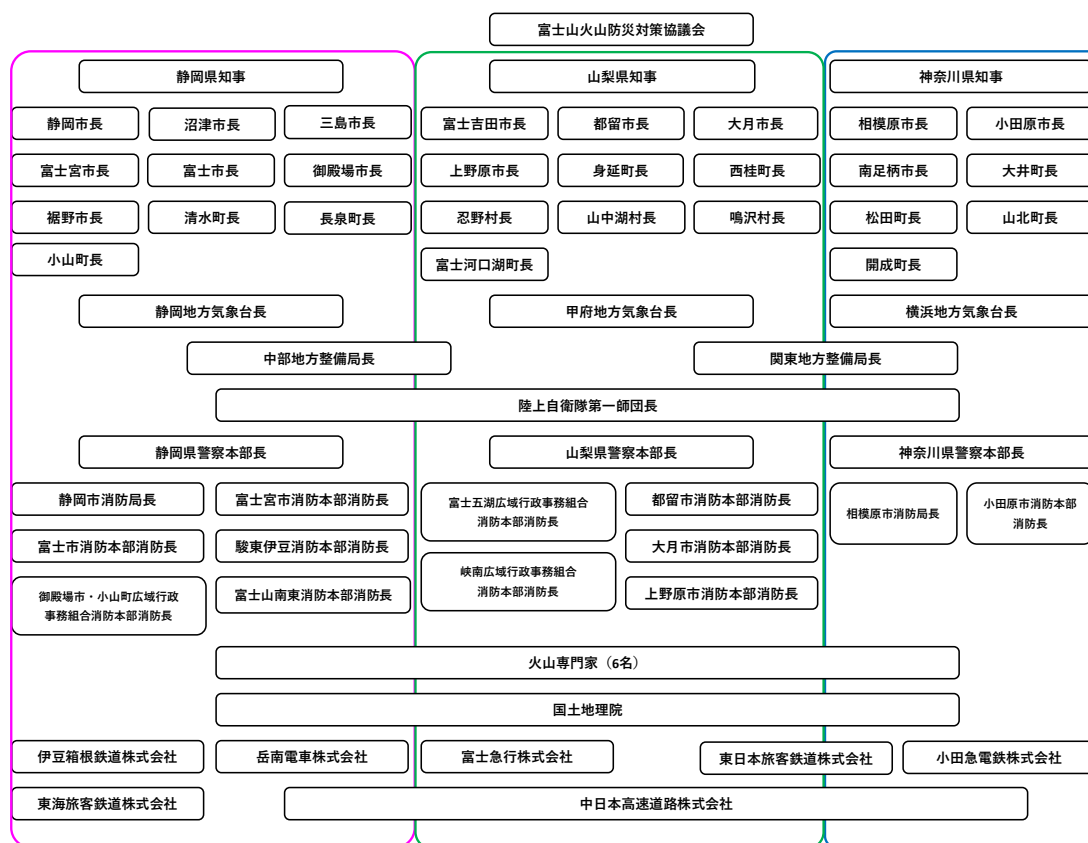 富士山火山防災対策協議会
静岡県知事
山梨県知事
神奈川県知事
静岡市長
沼津市長
三島市長
富士吉田市長
都留市長
大月市長
相模原市長
小田原市長
富士宮市長
富士市長
御殿場市長
上野原市長
身延町長
西桂町長
南足柄市長
大井町長
裾野市長
清水町長
長泉町長
忍野村長
山中湖村長
鳴沢村長
松田町長
山北町長
小山町長
富士河口湖町長
開成町長
静岡地方気象台長
甲府地方気象台長
横浜地方気象台長
中部地方整備局長
関東地方整備局長
陸上自衛隊第一師団長
静岡県警察本部長
山梨県警察本部長
神奈川県警察本部長
静岡市消防局長
富士宮市消防本部消防長
富士五湖広域行政事務組合
消防本部消防長
都留市消防本部消防長
相模原市消防局長
小田原市消防本部
消防長
富士市消防本部消防長
駿東伊豆消防本部消防長
峡南広域行政事務組合
消防本部消防長
大月市消防本部消防長
御殿場市・小山町広域行政
事務組合消防本部消防長
富士山南東消防本部消防長
上野原市消防本部消防長
火山専門家（6名）
国土地理院
伊豆箱根鉄道株式会社
岳南電車株式会社
富士急行株式会社
東日本旅客鉄道株式会社
小田急電鉄株式会社
東海旅客鉄道株式会社
中日本高速道路株式会社